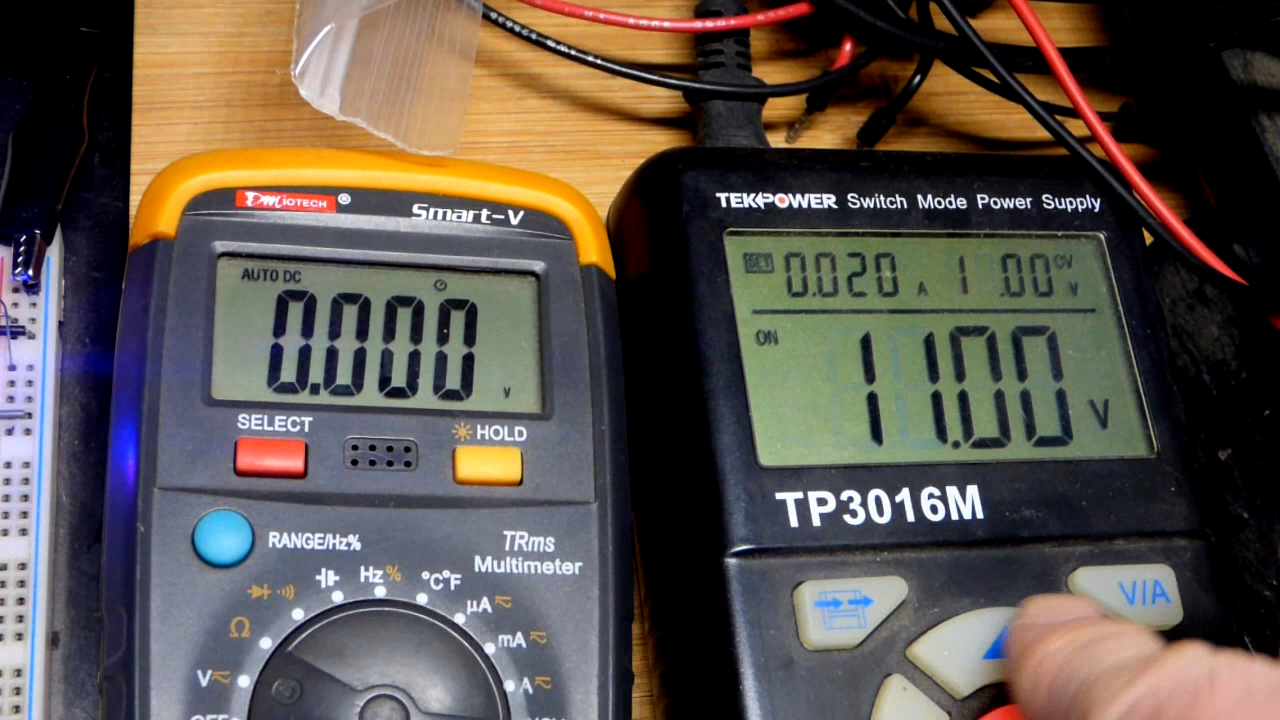 DMiOTECH ®
Smart-V
AUTO DC
0.000
V
SELECT
HOLD
RANGE/Hz%
TRms
Multimeter
Hz%
°C°F
µA
mA
A
Ω
V
TEKPOWER Switch Mode Power Supply
SET 0.020 A 1 .00 CV V
ON
11.00 V
TP3016M
V/A